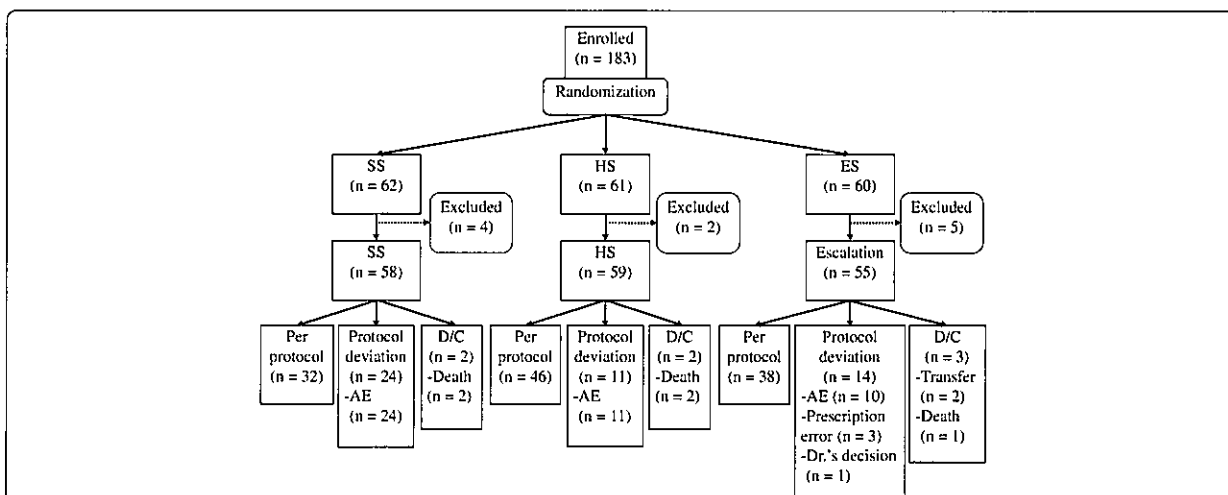 Enrolled
(n = 183)
Randomization
SS
(n = 62)
HS
(n = 61)
ES
(n = 60)
Excluded
(n = 4)
Excluded
(n = 2)
Excluded
(n = 5)
SS
(n = 58)
HS
(n = 59)
Escalation
(n = 55)
Per
protocol
(n = 32)
Protocol
deviation
(n = 24)
-AE
(n = 24)
D/C
(n = 2)
-Death
(n = 2)
Per
protocol
(n = 46)
Protocol
deviation
(n = 11)
-AE
(n = 11)
D/C
(n = 2)
-Death
(n = 2)
Per
protocol
(n = 38)
Protocol
deviation
(n = 14)
-AE (n = 10)
-Prescription
error (n = 3)
-Dr.'s decision
(n = 1)
D/C
(n = 3)
-Transfer
(n = 2)
-Death
(n = 1)